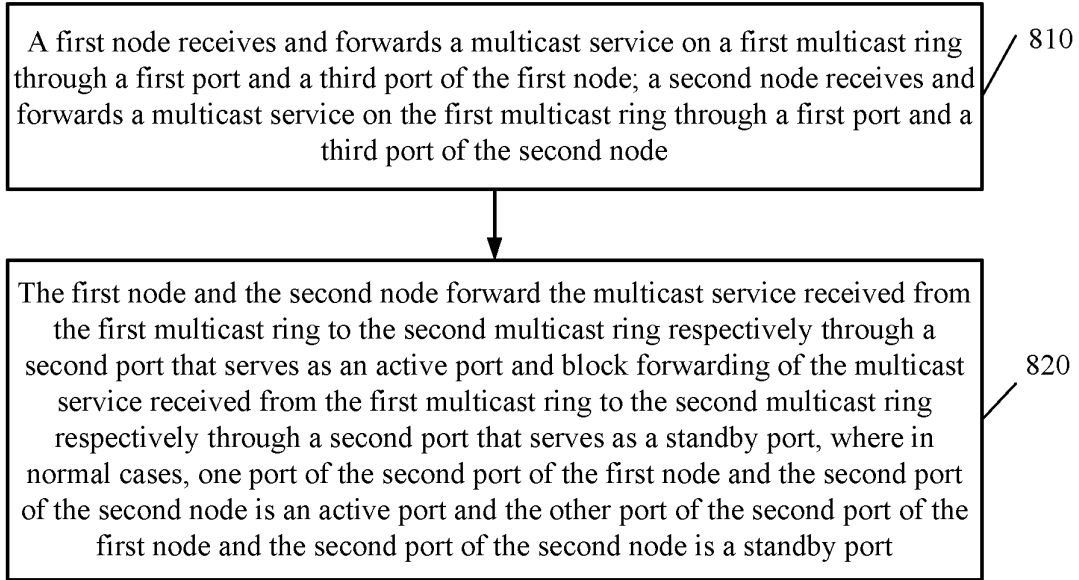 A first node receives and forwards a multicast service on a first multicast ring
through a first port and a third port of the first node; a second node receives and
forwards a multicast service on the first multicast ring through a first port and a
third port of the second node
810
The first node and the second node forward the multicast service received from
the first multicast ring to the second multicast ring respectively through a
second port that serves as an active port and block forwarding of the multicast
service received from the first multicast ring to the second multicast ring
respectively through a second port that serves as a standby port, where in
normal cases, one port of the second port of the first node and the second port
of the second node is an active port and the other port of the second port of the
first node and the second port of the second node is a standby port
820